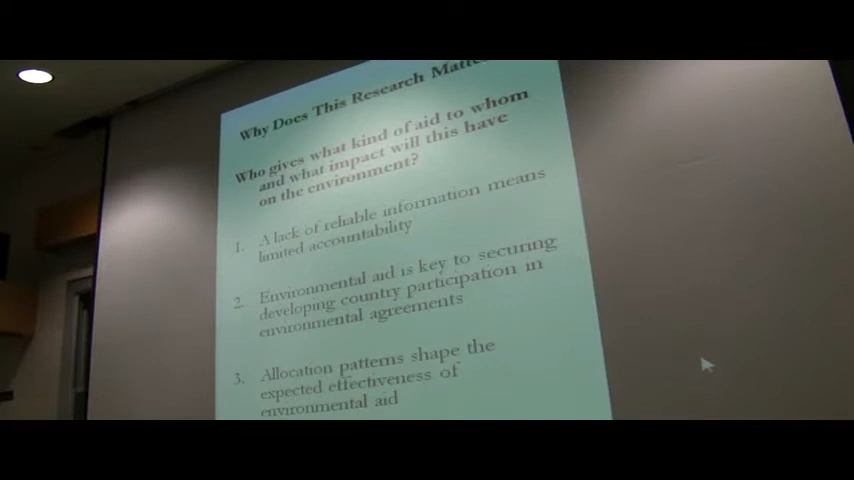 Why Does This Research Matte
Who gives what kind of aid to whom
and what impact will this have
on the environment?
1. A lack of reliable information means
limited accountability
2. Environmental aid is key to securing
developing country participation in
environmental agreements
3. Allocation patterns shape the
expected effectiveness of
environmental aid